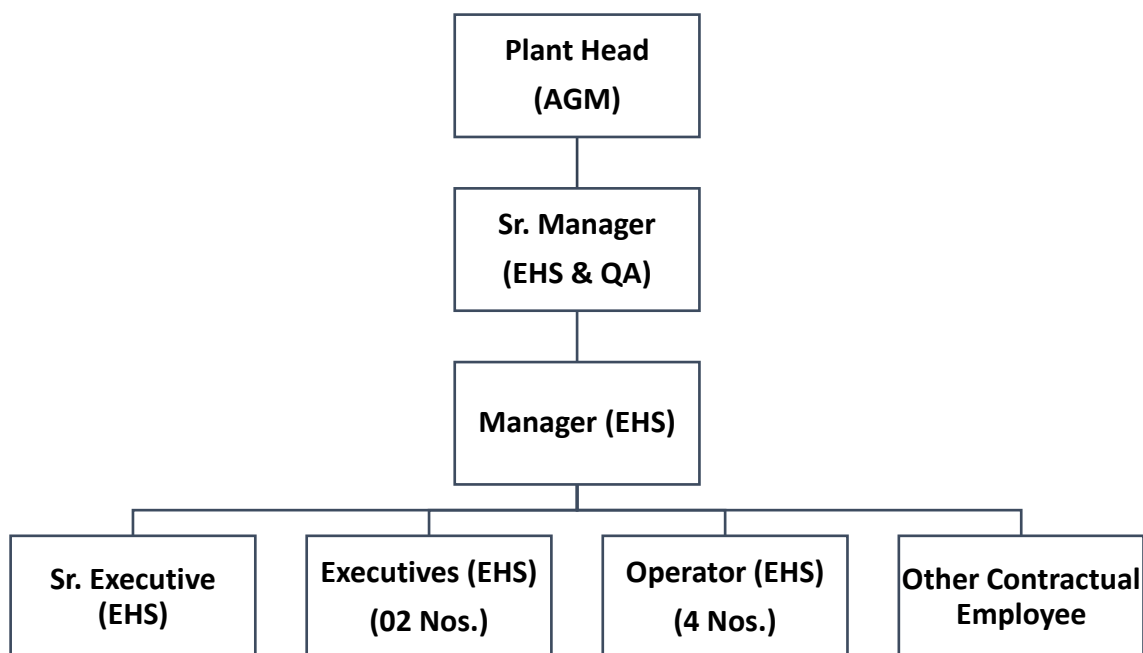 Plant Head
(AGM)
Sr. Manager
(EHS & QA)
Manager (EHS)
Sr. Executive
(EHS)
Executives (EHS)
(02 Nos.)
Operator (EHS)
(4 Nos.)
Other Contractual
Employee